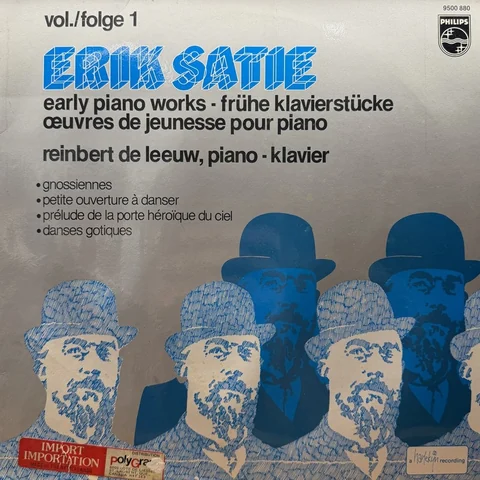 vol./folge 1
9500 880
PHILIPS
ERIK SATIE
early piano works · frühe klavierstücke
œuvres de jeunesse pour piano
reinbert de leeuw, piano · klavier
• gnossiennes
• petite ouverture à danser
• prélude de la porte héroïque du ciel
• danses gotiques
IMPORT
IMPORTATION
polyGra
a harlekijn recording